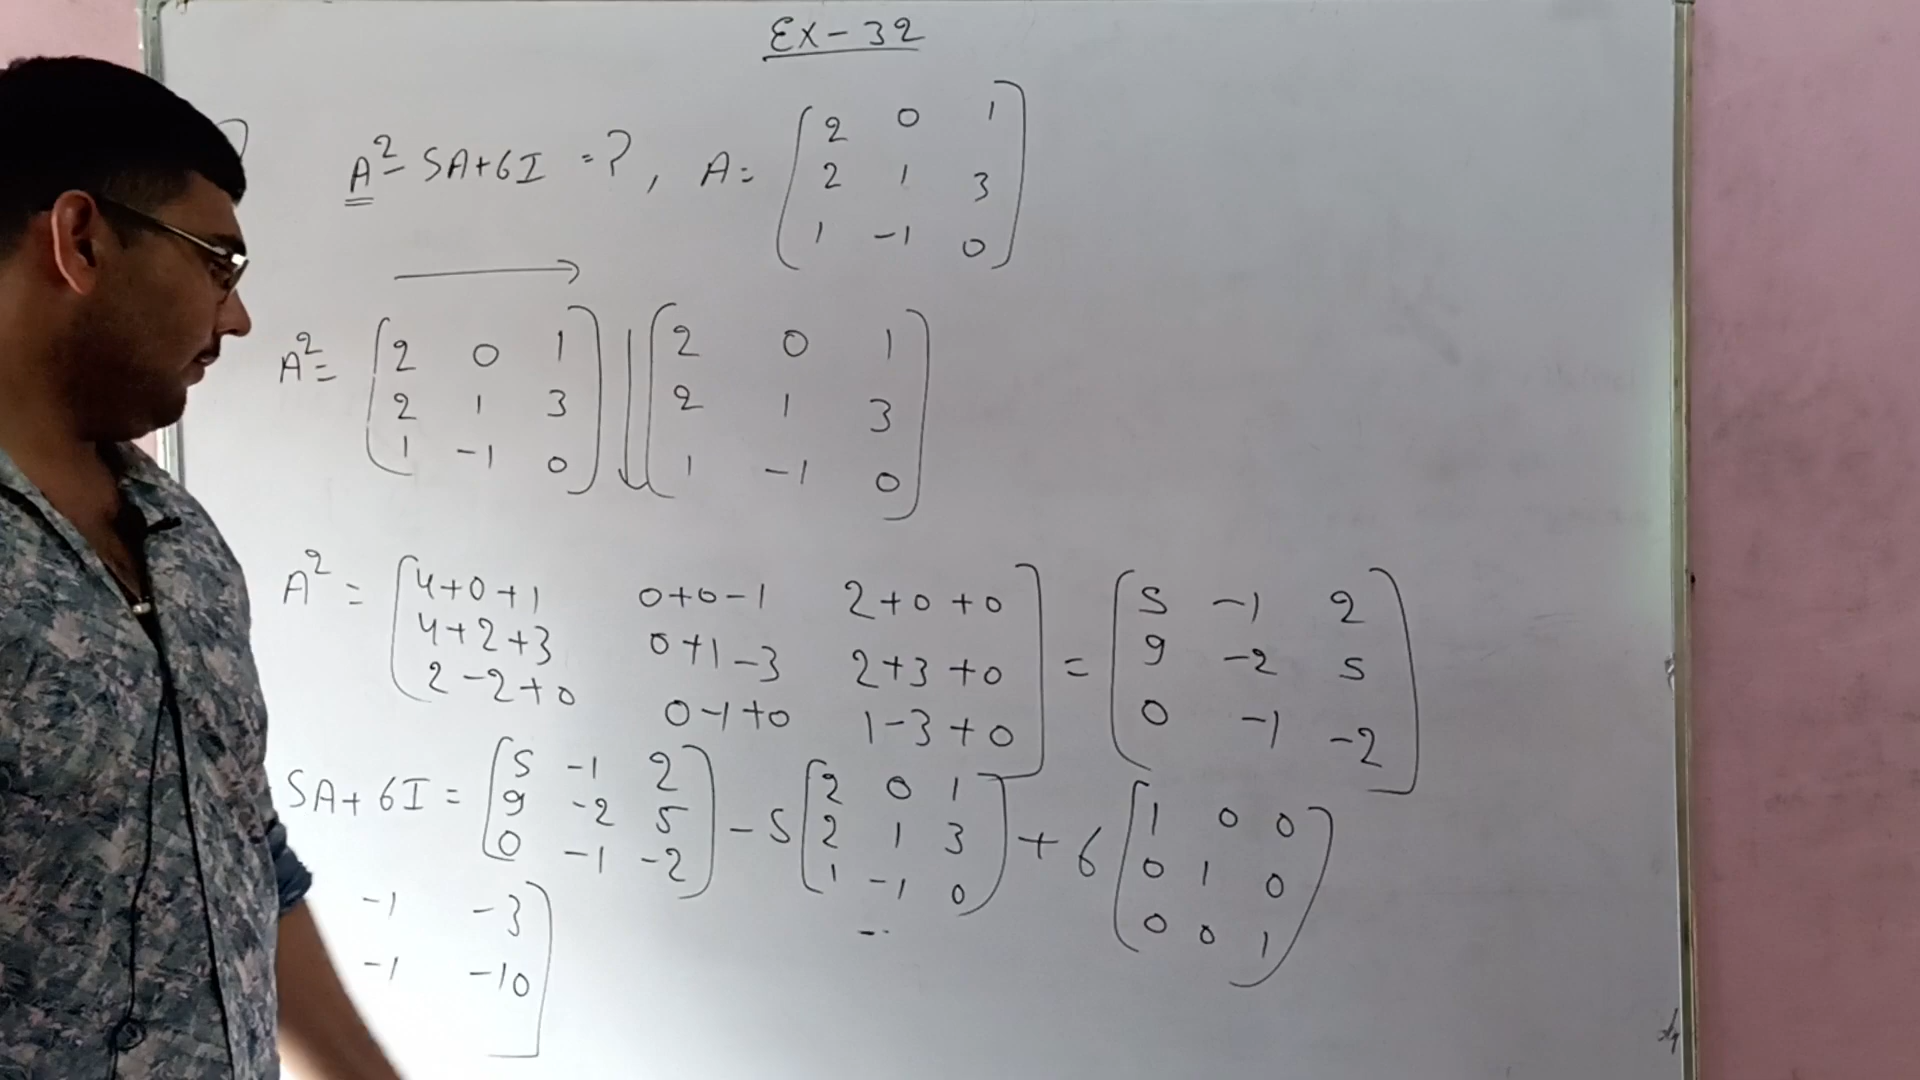 Ex-32
A²-5A+6I =?, A= [2 0 1
2 1 3
1 -1 0]
A²= [2 0 1 [2 0 1
2 1 3 2 1 3
1 -1 0] 1 -1 0]
A² = [4+0+1 0+0-1 2+0+0 = [5 -1 2
4+2+3 0+1-3 2+3+0 9 -2 5
2-2+0 0-1+0 1-3+0] 0 -1 -2]
5A+6I = [5 -1 2 -5 [2 0 1 +6 [1 0 0
9 -2 5 2 1 3 0 1 0
0 -1 -2] 1 -1 0] 0 0 1]
-1 -3
-1 -10]